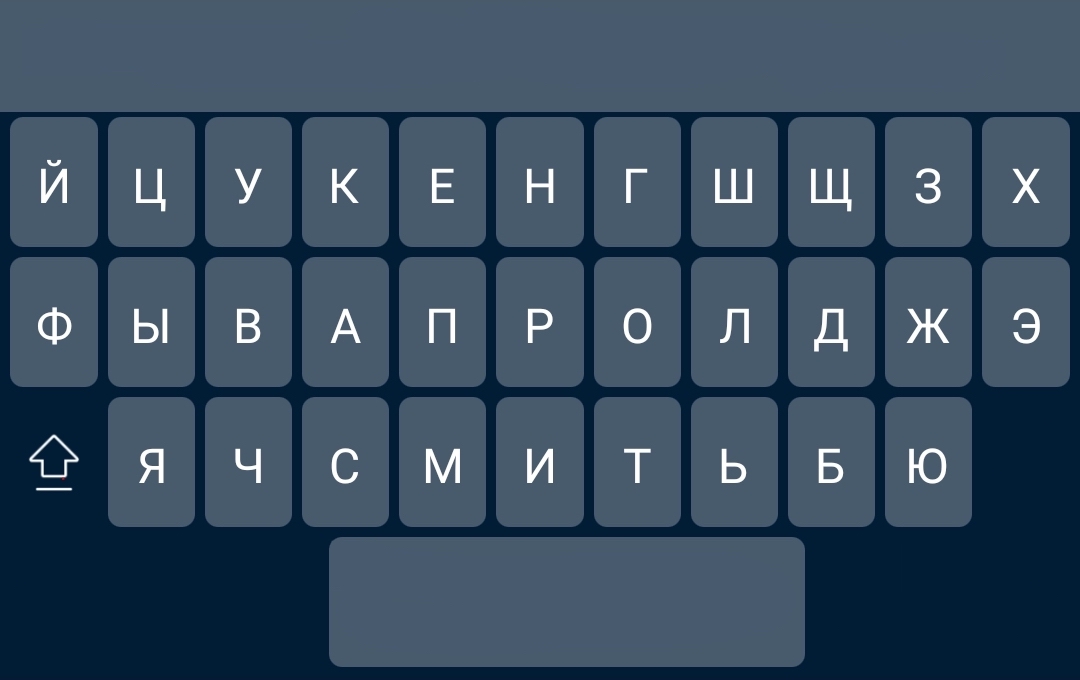 Й Ц У К Е Н Г Ш Щ З Х
Ф Ы В А П Р О Л Д Ж Э
Я Ч С М И Т Ь Б Ю